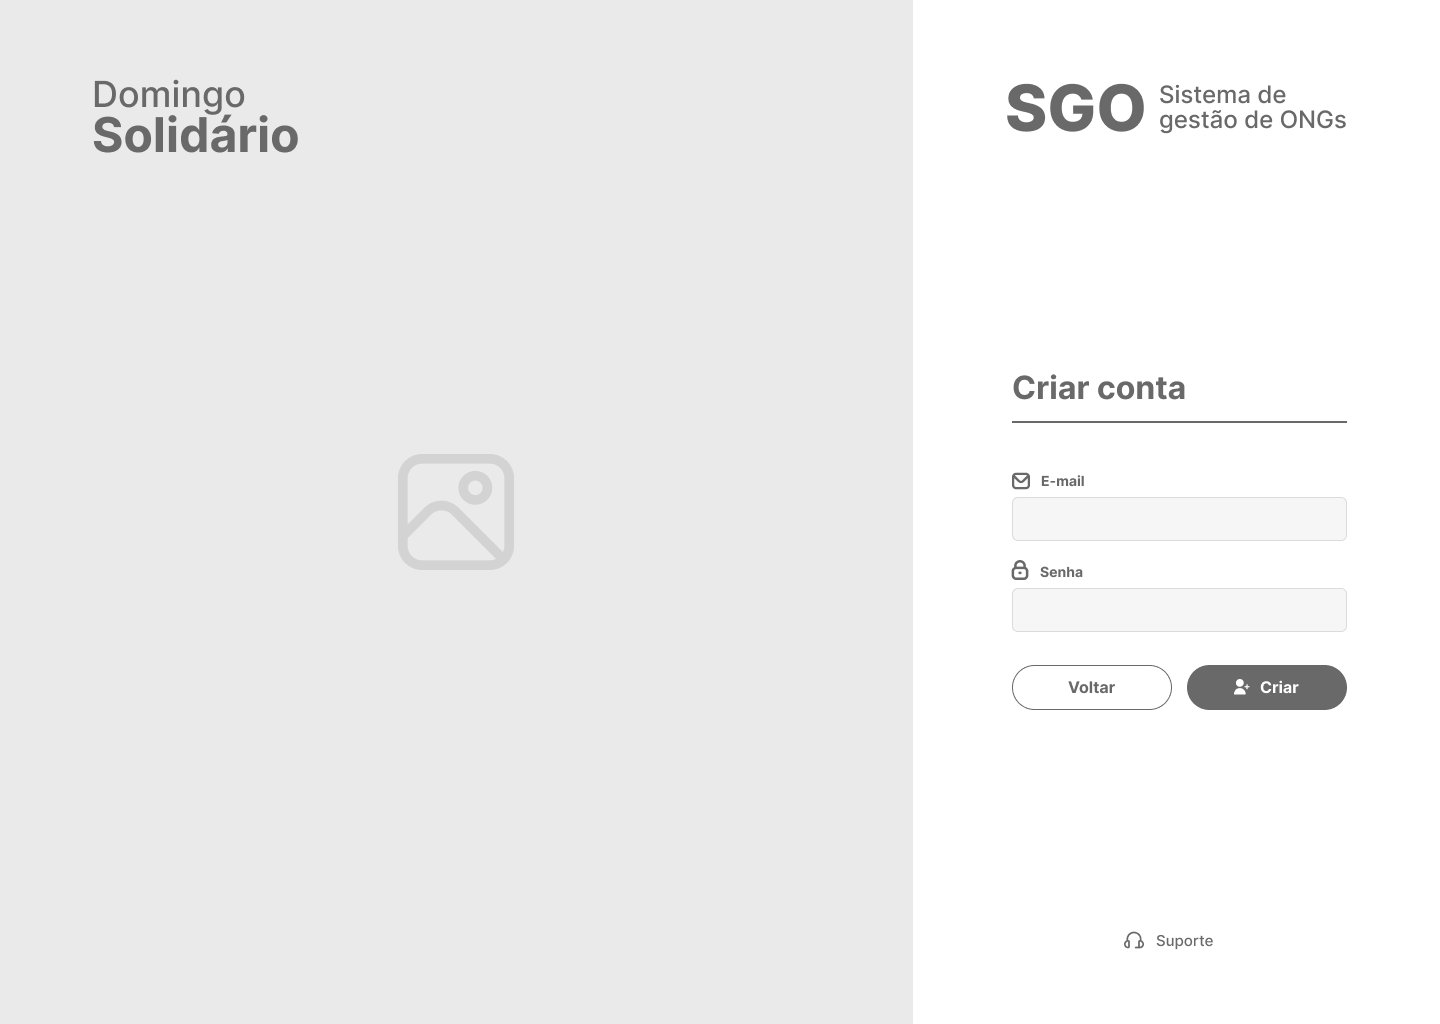 Domingo
Solidário
SGO
Sistema de
gestão de ONGs
Criar conta
E-mail
Senha
Voltar
Criar
Suporte